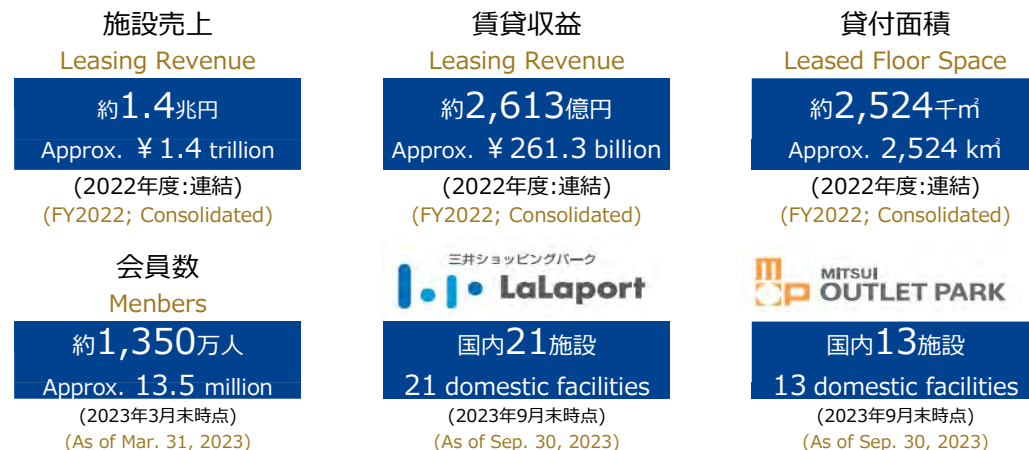 施設売上
Leasing Revenue
約1.4兆円
Approx. ￥1.4 trillion
(2022年度:連結)
(FY2022; Consolidated)
賃貸収益
Leasing Revenue
約2,613億円
Approx. ￥261.3 billion
(2022年度:連結)
(FY2022; Consolidated)
貸付面積
Leased Floor Space
約2,524千㎡
Approx. 2,524 k㎡
(2022年度:連結)
(FY2022; Consolidated)
会員数
Menbers
約1,350万人
Approx. 13.5 million
(2023年3月末時点)
(As of Mar. 31, 2023)
三井ショッピングパーク
LaLaport
国内21施設
21 domestic facilities
(2023年9月末時点)
(As of Sep. 30, 2023)
mop
MITSUI
OUTLET PARK
国内13施設
13 domestic facilities
(2023年9月末時点)
(As of Sep. 30, 2023)